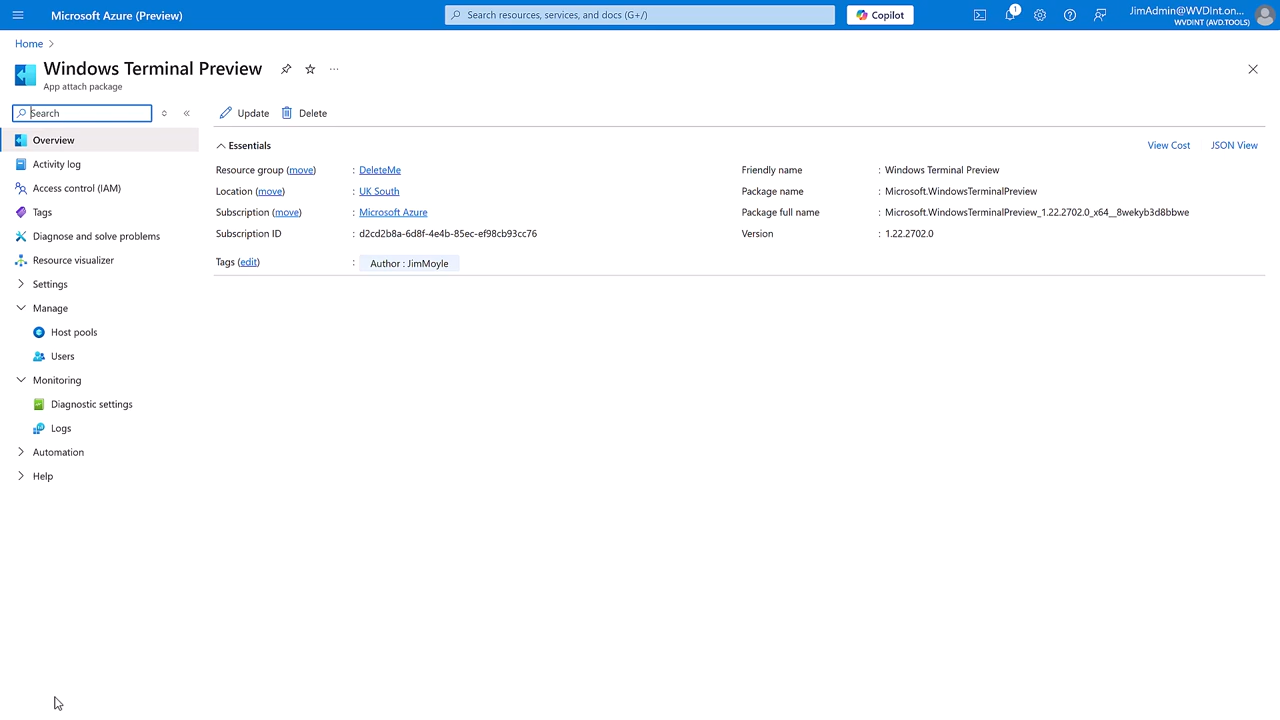 Microsoft Azure (Preview)
Search resources, services, and docs (G+/)
Copilot
1
JimAdmin@WVDInt.on...
WVDINT (AVD.TOOLS)
Home
Windows Terminal Preview
App attach package
Search
Update
Delete
Overview
Activity log
Access control (IAM)
Tags
Diagnose and solve problems
Resource visualizer
Settings
Manage
Host pools
Users
Monitoring
Diagnostic settings
Logs
Automation
Help
Essentials
View Cost
JSON View
Resource group (move) : DeleteMe
Location (move) : UK South
Subscription (move) : Microsoft Azure
Subscription ID : d2cd2b8a-6d8f-4e4b-85ec-ef98cb93cc76
Friendly name : Windows Terminal Preview
Package name : Microsoft.WindowsTerminalPreview
Package full name : Microsoft.WindowsTerminalPreview_1.22.2702.0_x64__8wekyb3d8bbwe
Version : 1.22.2702.0
Tags (edit) : Author : JimMoyle